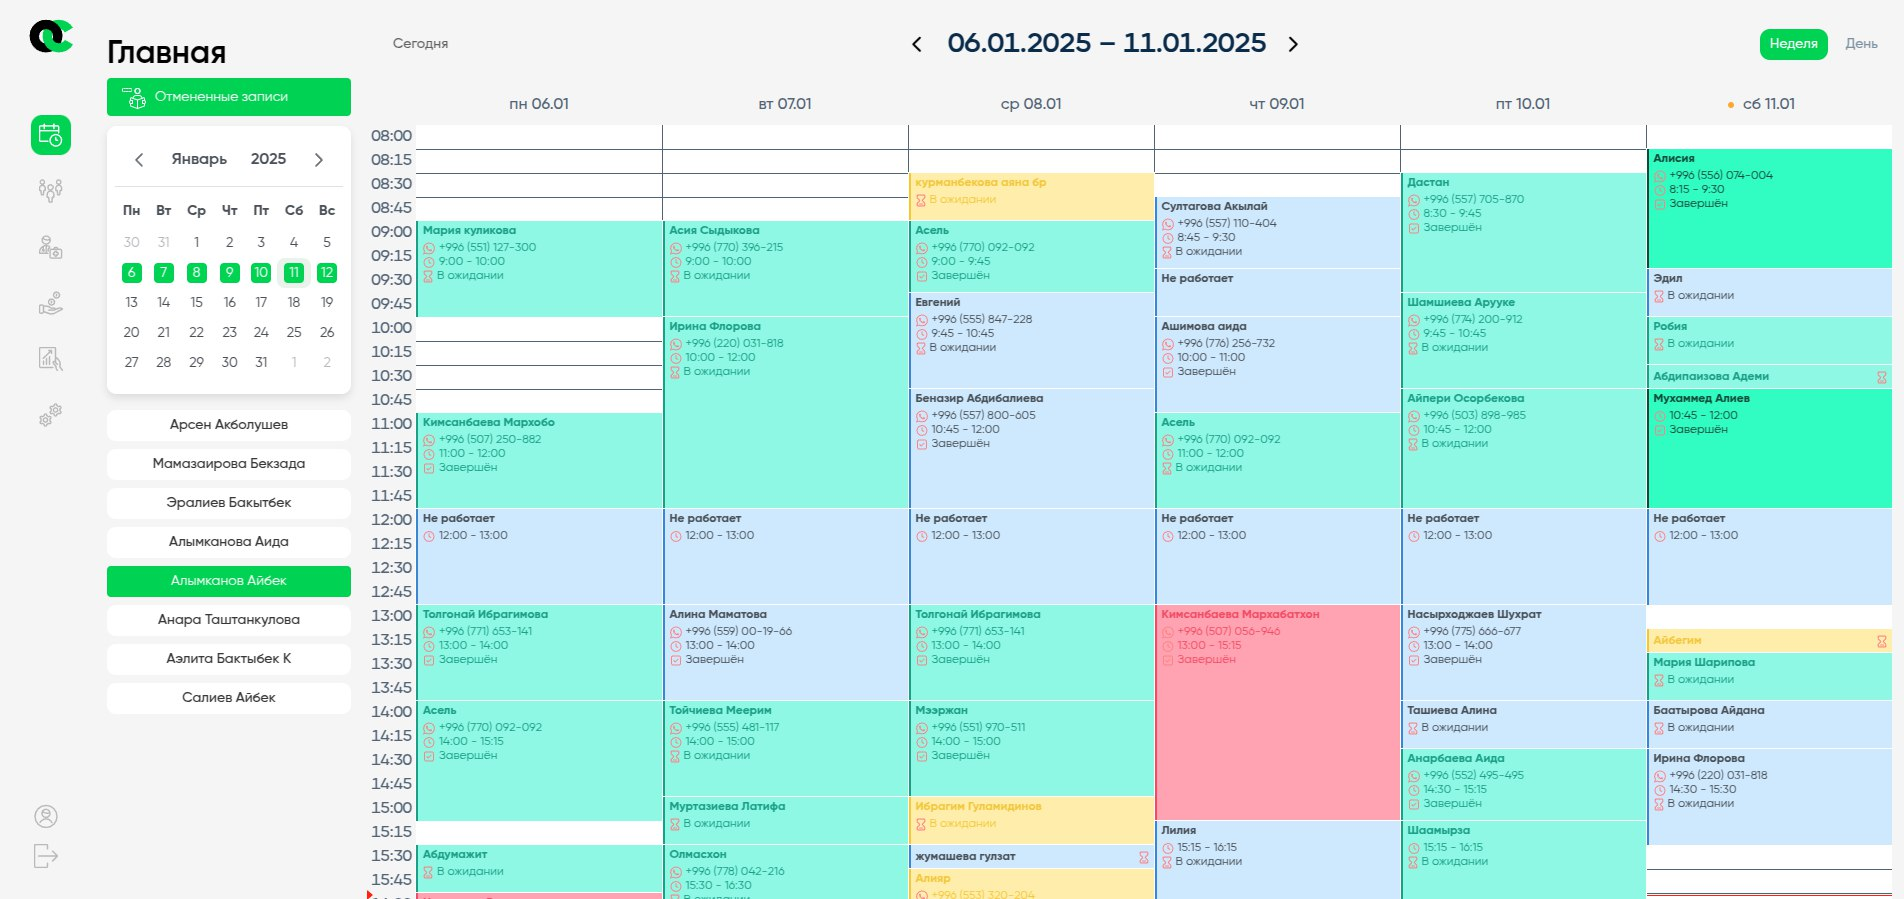 Главная
Отмененные записи
Январь 2025
Пн Вт Ср Чт Пт Сб Вс
30 31 1 2 3 4 5
6 7 8 9 10 11 12
13 14 15 16 17 18 19
20 21 22 23 24 25 26
27 28 29 30 31 1 2
Арсен Акболушев
Мамазаирова Бекзада
Эралиев Бакытбек
Алымканова Аида
Алымканов Айбек
Анара Таштанкулова
Аэлита Бактыбек К
Салиев Айбек
Сегодня
06.01.2025 – 11.01.2025
Неделя
День
пн 06.01
вт 07.01
ср 08.01
чт 09.01
пт 10.01
сб 11.01
08:00
08:15
08:30
08:45
09:00
09:15
09:30
09:45
10:00
10:15
10:30
10:45
11:00
11:15
11:30
11:45
12:00
12:15
12:30
12:45
13:00
13:15
13:30
13:45
14:00
14:15
14:30
14:45
15:00
15:15
15:30
15:45
Мария куликова
+996 (551) 127-300
9:00 - 10:00
В ожидании
Кимсанбаева Мархобо
+996 (507) 250-882
11:00 - 12:00
Завершён
Не работает
12:00 - 13:00
Толгонай Ибрагимова
+996 (771) 653-141
13:00 - 14:00
Завершён
Асель
+996 (770) 092-092
14:00 - 15:15
Завершён
Абдумажит
В ожидании
Асия Сыдыкова
+996 (770) 396-215
9:00 - 10:00
В ожидании
Ирина Флорова
+996 (220) 031-818
10:00 - 12:00
В ожидании
Не работает
12:00 - 13:00
Алина Маматова
+996 (559) 00-19-66
13:00 - 14:00
Завершён
Тойчиева Меерим
+996 (555) 481-117
14:00 - 15:00
В ожидании
Муртазиева Латифа
В ожидании
Олмасхон
+996 (778) 042-216
15:30 - 16:30
В ожидании
курманбекова аяна бр
В ожидании
Асель
+996 (770) 092-092
9:00 - 9:45
Завершён
Евгений
+996 (555) 847-228
9:45 - 10:45
В ожидании
Беназир Абдибалиева
+996 (557) 800-605
10:45 - 12:00
Завершён
Не работает
12:00 - 13:00
Толгонай Ибрагимова
+996 (771) 653-141
13:00 - 14:00
Завершён
Мээржан
+996 (551) 970-511
14:00 - 15:00
Завершён
Ибрагим Гуламидинов
В ожидании
жумашева гулзат
Алияр
+996 (553) 320-204
Султагова Акылай
+996 (557) 110-404
8:45 - 9:30
В ожидании
Не работает
Ашимова аида
+996 (776) 256-732
10:00 - 11:00
Завершён
Асель
+996 (770) 092-092
11:00 - 12:00
В ожидании
Не работает
12:00 - 13:00
Кимсанбаева Мархабатхон
+996 (507) 056-946
13:00 - 15:15
Завершён
Лилия
15:15 - 16:15
В ожидании
Дастан
+996 (557) 705-870
8:30 - 9:45
Завершён
Шамшиева Арууке
+996 (774) 200-912
9:45 - 10:45
В ожидании
Айпери Осорбекова
+996 (503) 898-985
10:45 - 12:00
В ожидании
Не работает
12:00 - 13:00
Насырходжаев Шухрат
+996 (775) 666-677
13:00 - 14:00
Завершён
Ташиева Алина
В ожидании
Анарбаева Аида
+996 (552) 495-495
14:30 - 15:15
Завершён
Шаамырза
15:15 - 16:15
В ожидании
Алисия
+996 (556) 074-004
8:15 - 9:30
Завершён
Эдил
В ожидании
Робия
В ожидании
Абдипаизова Адеми
Мухаммед Алиев
10:45 - 12:00
Завершён
Не работает
12:00 - 13:00
Айбегим
Мария Шарипова
В ожидании
Баатырова Айдана
В ожидании
Ирина Флорова
+996 (220) 031-818
14:30 - 15:30
В ожидании